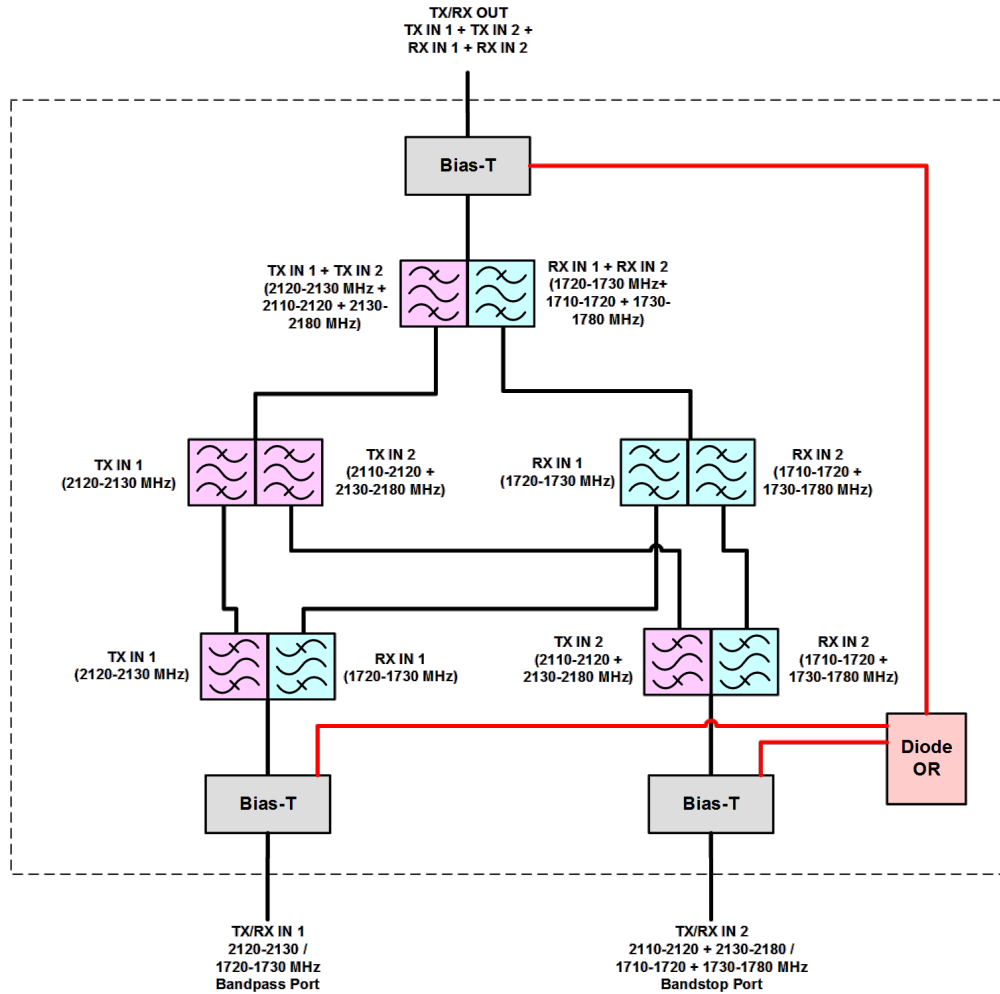 TX/RX OUT
TX IN 1 + TX IN 2 +
RX IN 1 + RX IN 2
Bias-T
TX IN 1 + TX IN 2
(2120-2130 MHz +
2110-2120 + 2130-
2180 MHz)
RX IN 1 + RX IN 2
(1720-1730 MHz+
1710-1720 + 1730-
1780 MHz)
TX IN 1
(2120-2130 MHz)
TX IN 2
(2110-2120 +
2130-2180 MHz)
RX IN 1
(1720-1730 MHz)
RX IN 2
(1710-1720 +
1730-1780 MHz)
TX IN 1
(2120-2130 MHz)
RX IN 1
(1720-1730 MHz)
TX IN 2
(2110-2120 +
2130-2180 MHz)
RX IN 2
(1710-1720 +
1730-1780 MHz)
Diode
OR
Bias-T
Bias-T
TX/RX IN 1
2120-2130 /
1720-1730 MHz
Bandpass Port
TX/RX IN 2
2110-2120 + 2130-2180 /
1710-1720 + 1730-1780 MHz
Bandstop Port